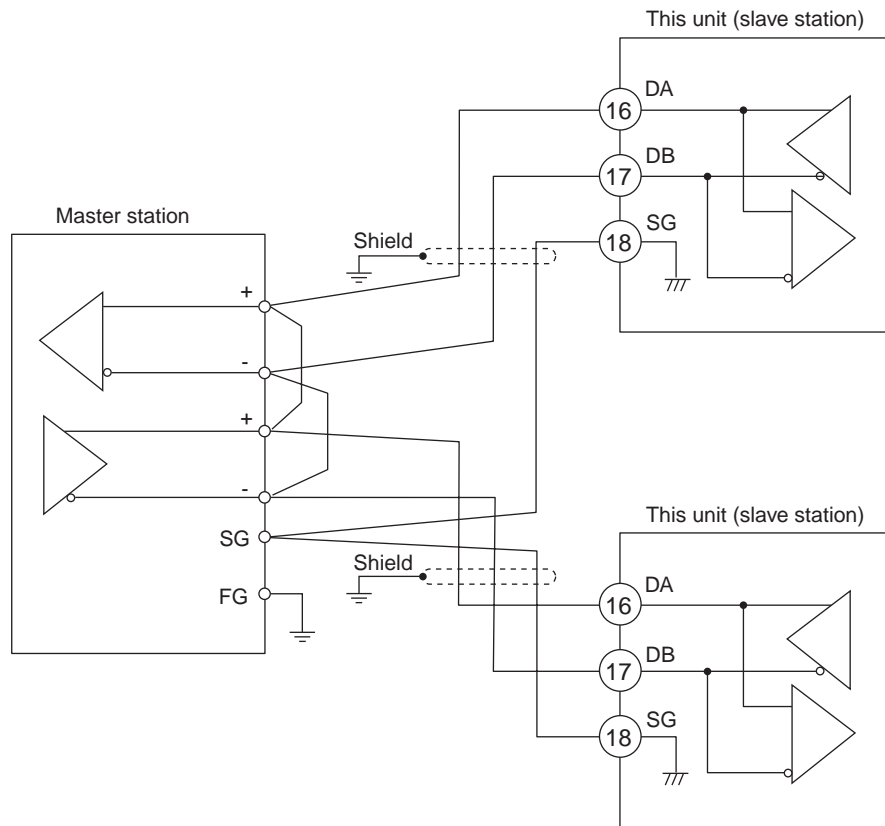 This unit (slave station)
16
DA
17
DB
18
SG
Shield
Master station
+
-
+
-
SG
FG
Shield
This unit (slave station)
16
DA
17
DB
18
SG